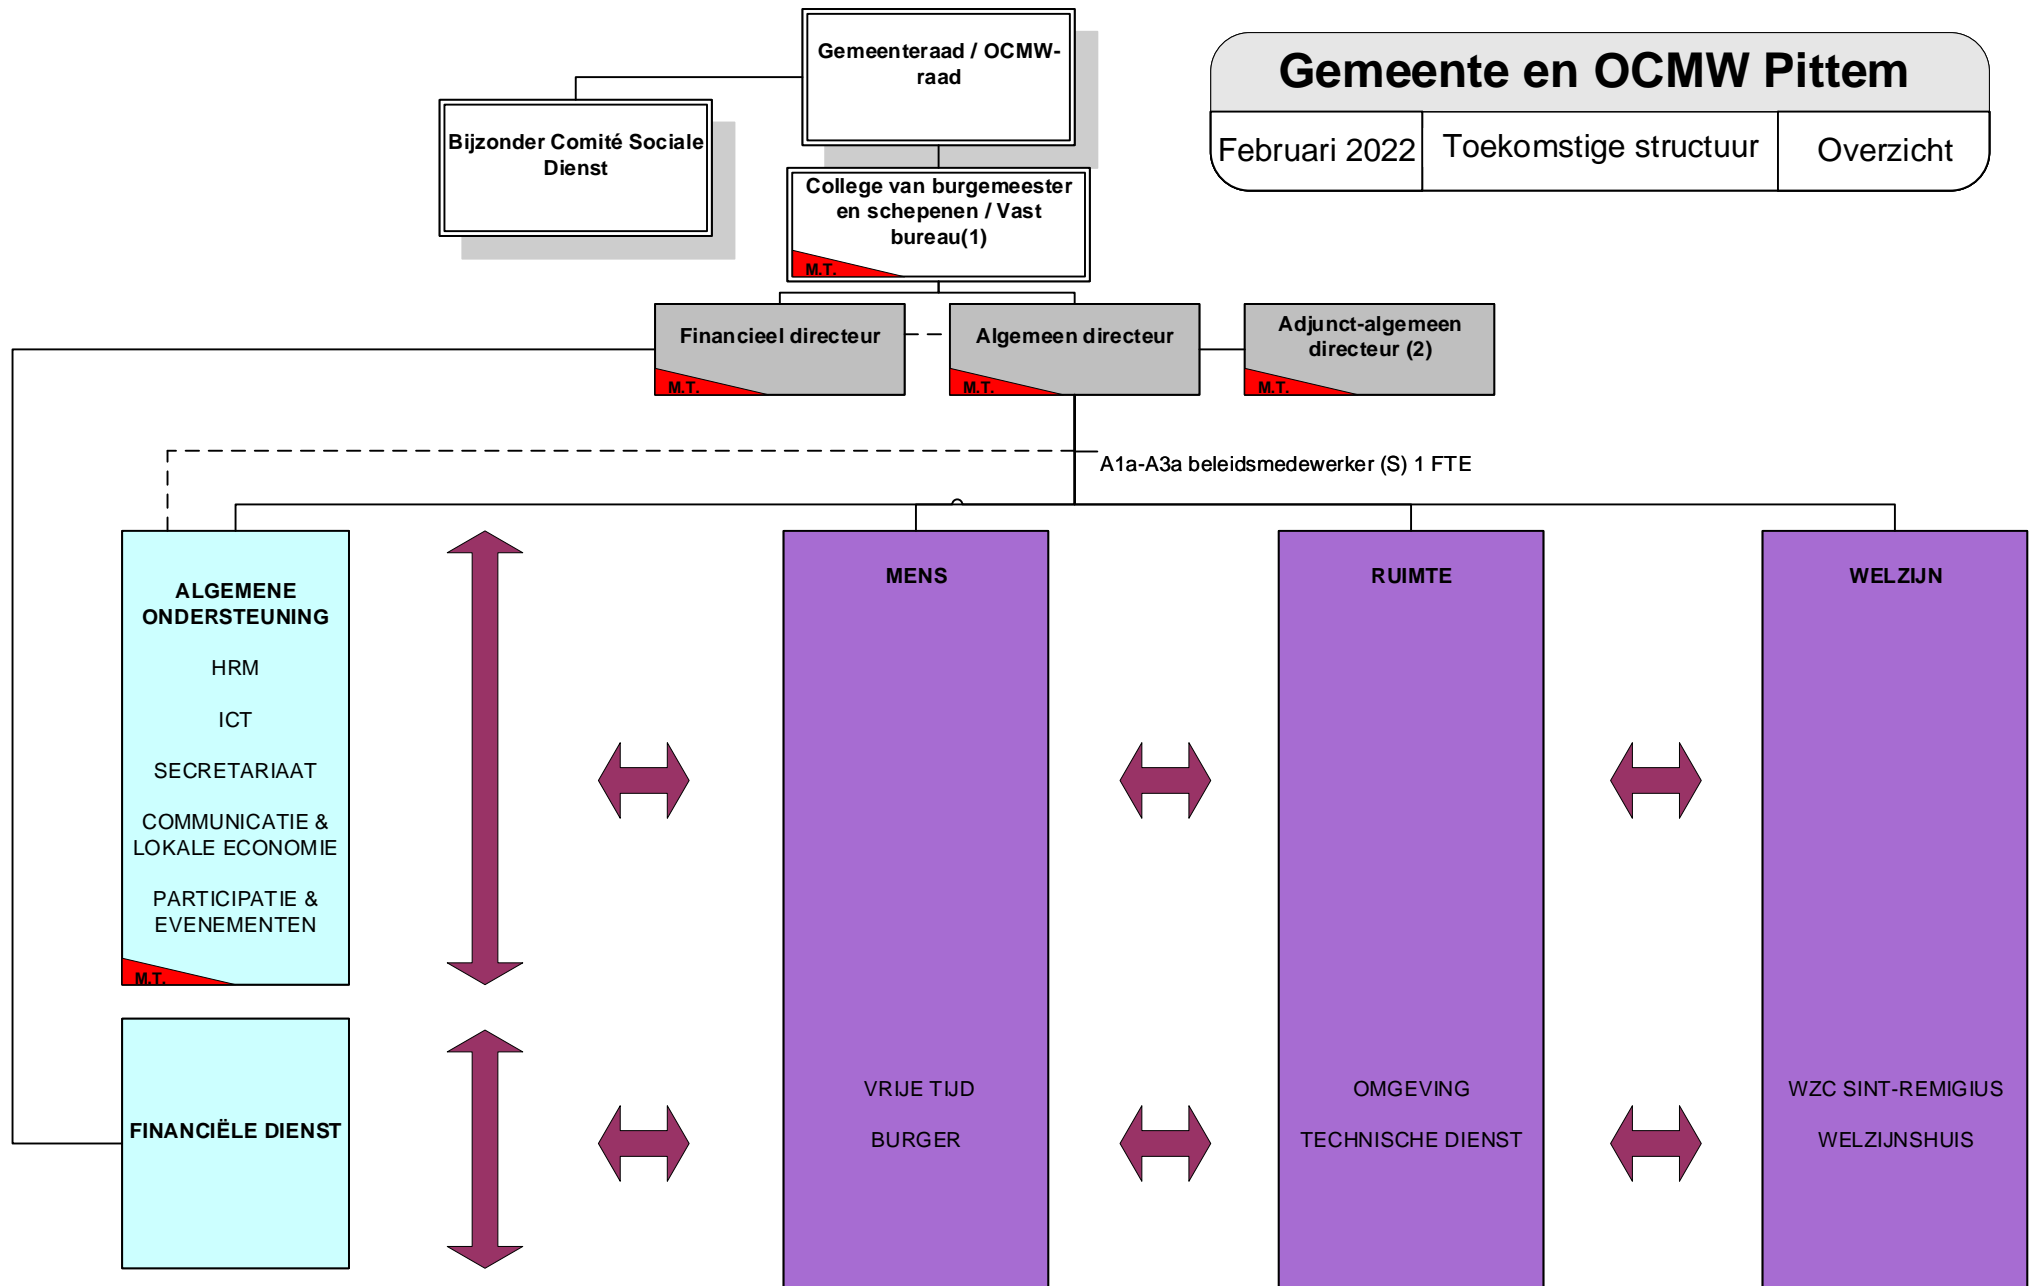 Gemeenteraad / OCMW-
raad
Gemeente en OCMW Pittem
Februari 2022
Toekomstige structuur
Overzicht
Bijzonder Comité Sociale
Dienst
College van burgemeester
en schepenen / Vast
bureau(1)
M.T.
Financieel directeur
M.T.
Algemeen directeur
M.T.
Adjunct-algemeen
directeur (2)
M.T.
A1a-A3a beleidsmedewerker (S) 1 FTE
ALGEMENE
ONDERSTEUNING
HRM
ICT
SECRETARIAAT
COMMUNICATIE &
LOKALE ECONOMIE
PARTICIPATIE &
EVENEMENTEN
M.T.
FINANCIËLE DIENST
MENS
VRIJE TIJD
BURGER
RUIMTE
OMGEVING
TECHNISCHE DIENST
WELZIJN
WZC SINT-REMIGIUS
WELZIJNSHUIS